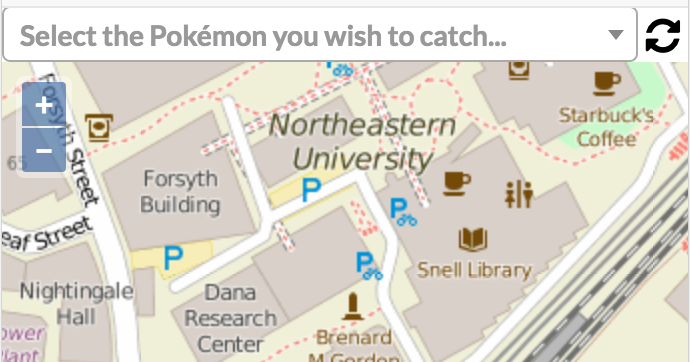 Select the Pokémon you wish to catch...
+
−
Forsyth Street
65
Northeastern
University
Starbuck's
Coffee
Forsyth
Building
P
P
P
P
P
eaf Street
Snell Library
Nightingale
Hall
Dana
Research
Center
Brenard
M Gordon
ower
Plant